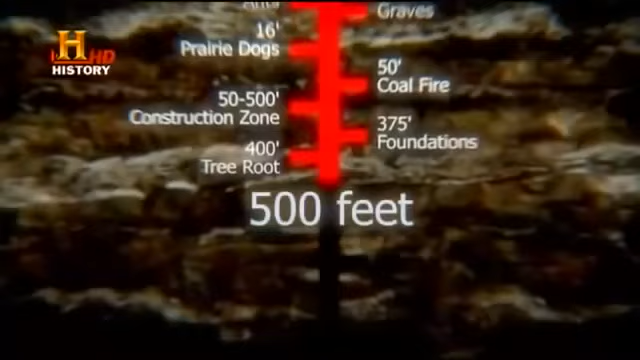 Ants
Graves
16'
Prairie Dogs
50'
Coal Fire
50-500'
Construction Zone
375'
Foundations
400'
Tree Root
500 feet
H HD
HISTORY